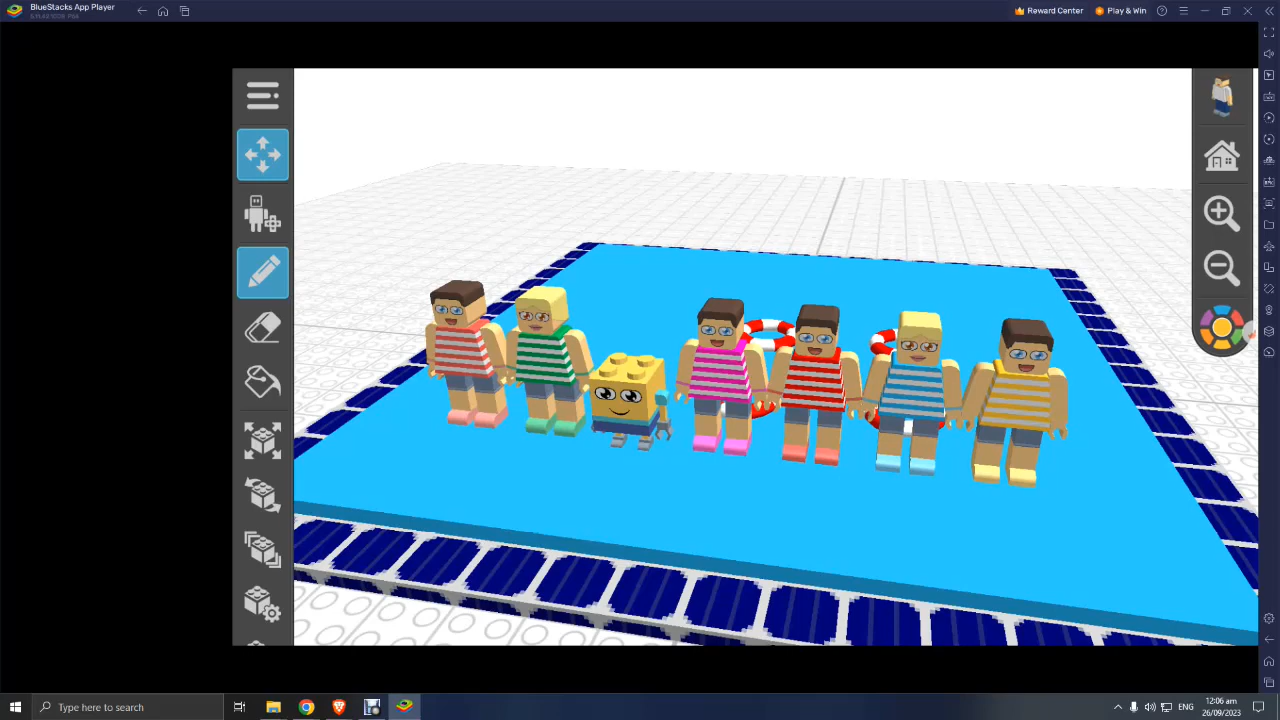 BlueStacks App Player
Reward Center
Play & Win
Type here to search
ENG
12:06 am
26/09/2023